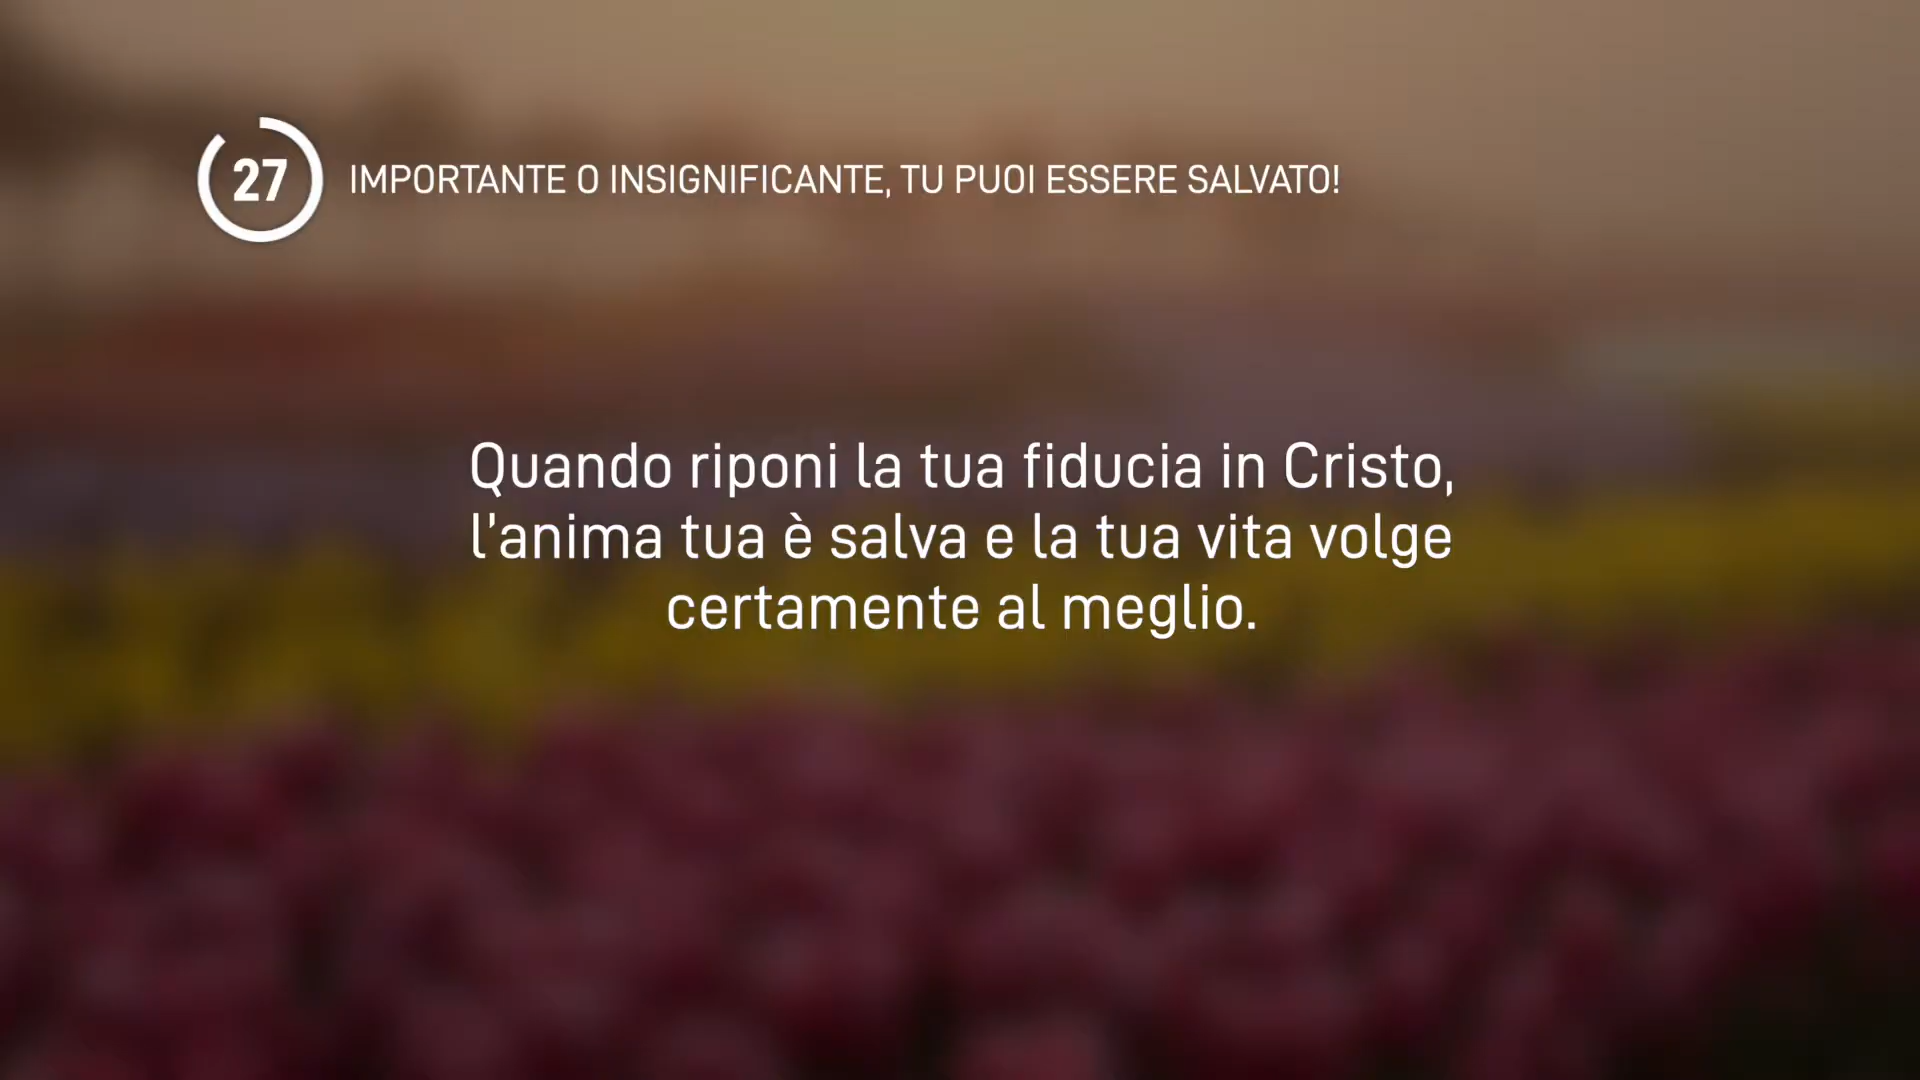 27
IMPORTANTE O INSIGNIFICANTE, TU PUOI ESSERE SALVATO!
Quando riponi la tua fiducia in Cristo,
l'anima tua è salva e la tua vita volge
certamente al meglio.